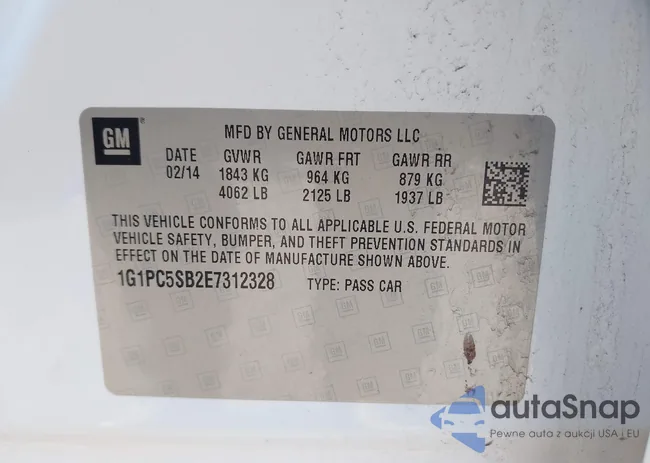 GM
MFD BY GENERAL MOTORS LLC
DATE GVWR GAWR FRT GAWR RR
02/14 1843 KG 964 KG 879 KG
4062 LB 2125 LB 1937 LB
THIS VEHICLE CONFORMS TO ALL APPLICABLE U.S. FEDERAL MOTOR
VEHICLE SAFETY, BUMPER, AND THEFT PREVENTION STANDARDS IN
EFFECT ON THE DATE OF MANUFACTURE SHOWN ABOVE.
1G1PC5SB2E7312328 TYPE: PASS CAR
autaSnap
Pewne auta z aukcji USA i EU